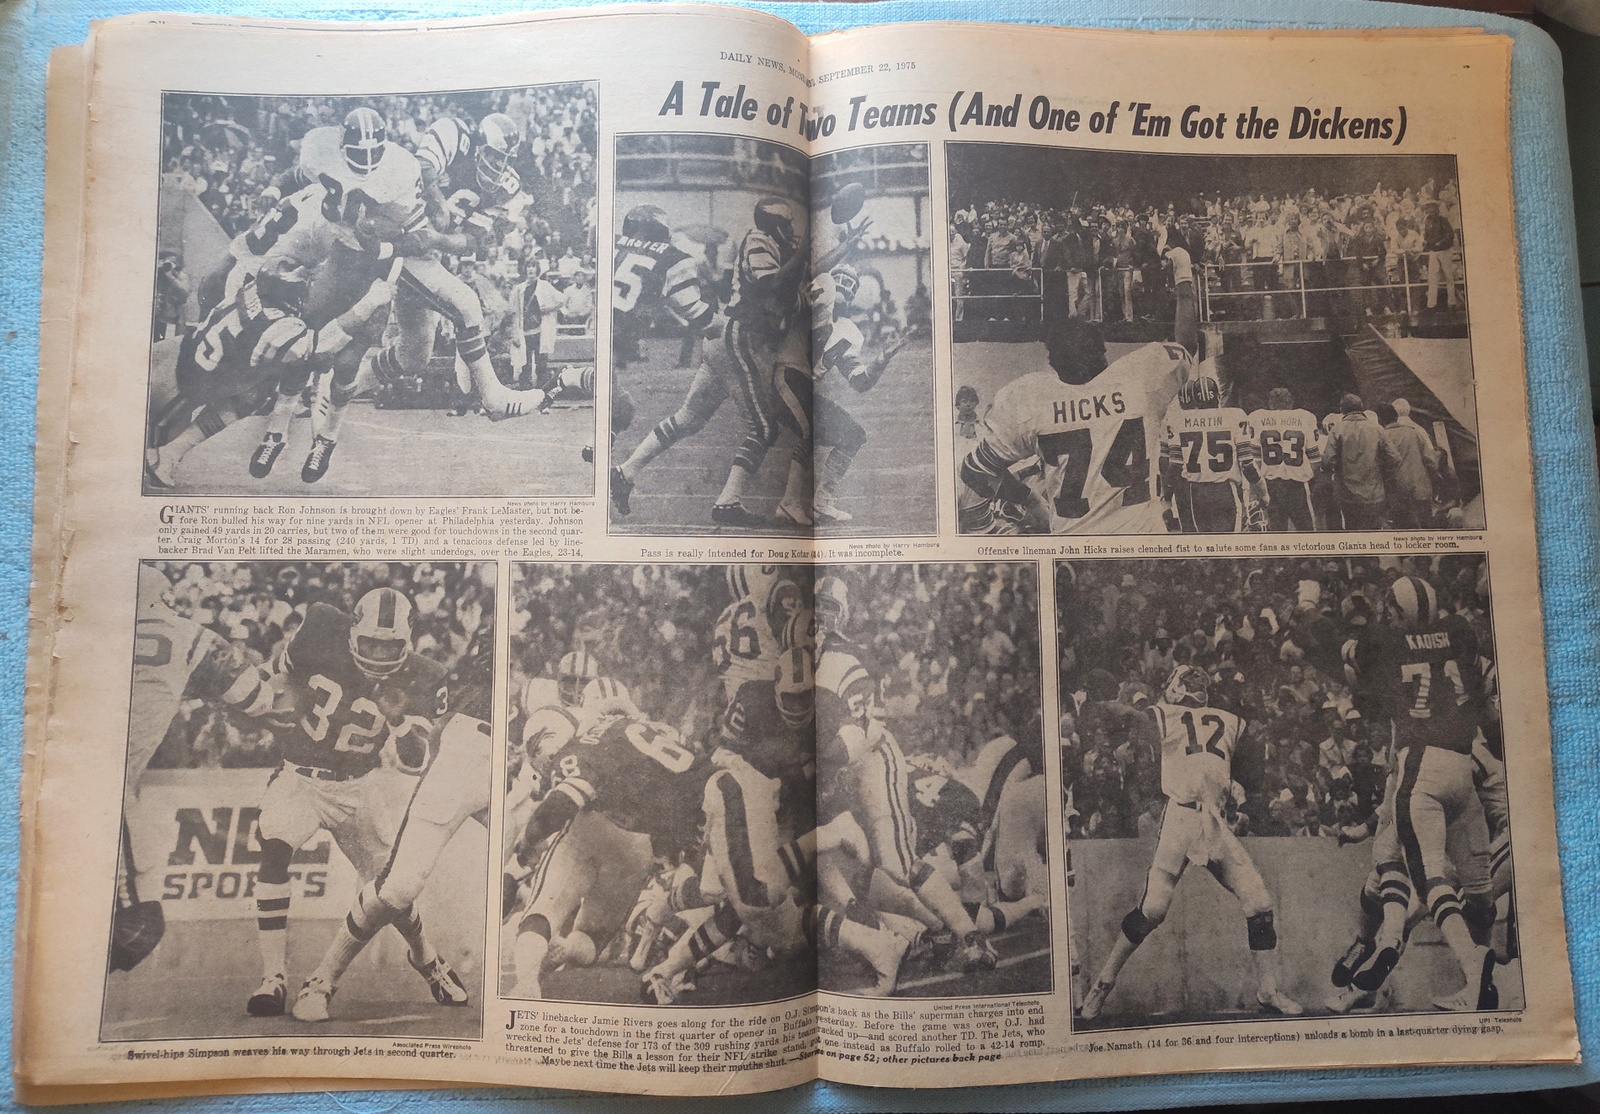 DAILY NEWS, MONDAY, SEPTEMBER 22, 1975
A Tale of Two Teams (And One of 'Em Got the Dickens)
MASTER
5
5
HICKS
74
MARTIN
75
VAN HORN
63
News photo by Harry Hamburg
GIANTS' running back Ron Johnson is brought down by Eagles' Frank LeMaster, but not be-
fore Ron bulled his way for nine yards in NFL opener at Philadelphia yesterday. Johnson
only gained 49 yards in 20 carries, but two of them were good for touchdowns in the second quar-
ter. Craig Morton's 14 for 28 passing (240 yards, 1 TD) and a tenacious defense led by line-
backer Brad Van Pelt lifted the Maramen, who were slight underdogs, over the Eagles, 23-14.
News photo by Harry Hamburg
Pass is really intended for Doug Kotar (44). It was incomplete.
News photo by Harry Hamburg
Offensive lineman John Hicks raises clenched fist to salute some fans as victorious Giants head to locker room.
32
SPORTS
68
56
4
12
KADISH
71
Associated Press Wirephoto
Swivel-hips Simpson weaves his way through Jets in second quarter.
United Press International Telephoto
JETS' linebacker Jamie Rivers goes along for the ride on O.J. Simpson's back as the Bills' superman charges into end
zone for a touchdown in the first quarter of opener in Buffalo yesterday. Before the game was over, O.J. had
wrecked the Jets' defense for 173 of the 309 rushing yards his team racked up—and scored another TD. The Jets, who
threatened to give the Bills a lesson for their NFL strike stand, got one instead as Buffalo rolled to a 42-14 romp.
Maybe next time the Jets will keep their mouths shut. —Stories on page 52; other pictures back page
UPI Telephoto
Joe Namath (14 for 36 and four interceptions) unloads a bomb in a last-quarter dying gasp.